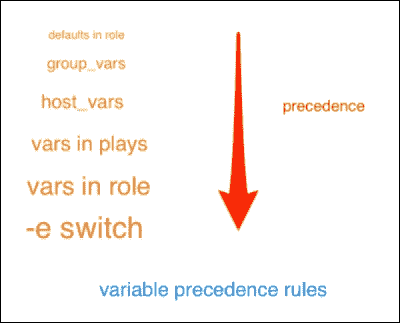 defaults in role
group_vars
host_vars
precedence
vars in plays
vars in role
-e switch
variable precedence rules